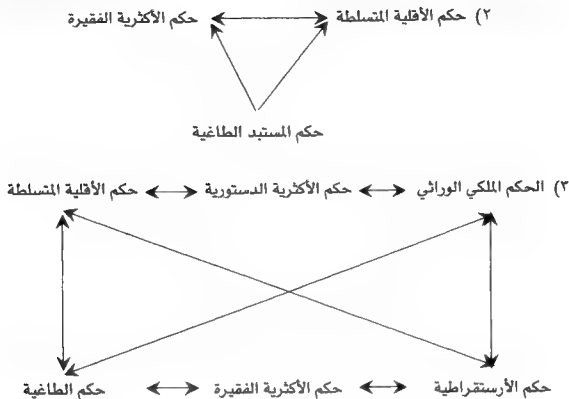 ٢) حكم الأقلية المتسلطة حكم الأكثرية الفقيرة
حكم المستبد الطاغية
٣) الحكم الملكي الوراثي حكم الأكثرية الدستورية حكم الأقلية المتسلطة
حكم الأرستقراطية حكم الأكثرية الفقيرة حكم الطاغية